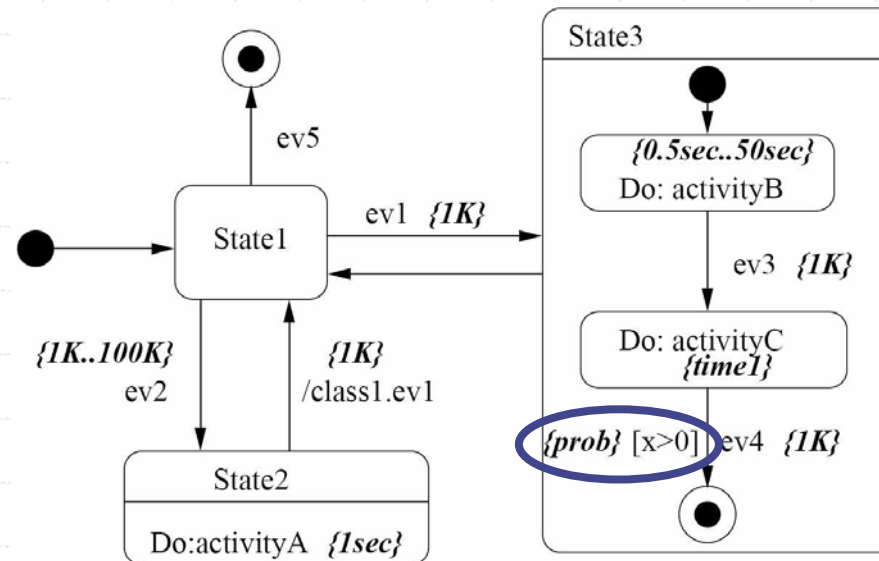 State3
ev5
{0.5sec..50sec}
Do: activityB
State1
ev1 {1K}
ev3 {1K}
{1K..100K}
ev2
{1K}
/class1.ev1
Do: activityC
{time1}
{prob} [x>0] ev4 {1K}
State2
Do:activityA {1sec}